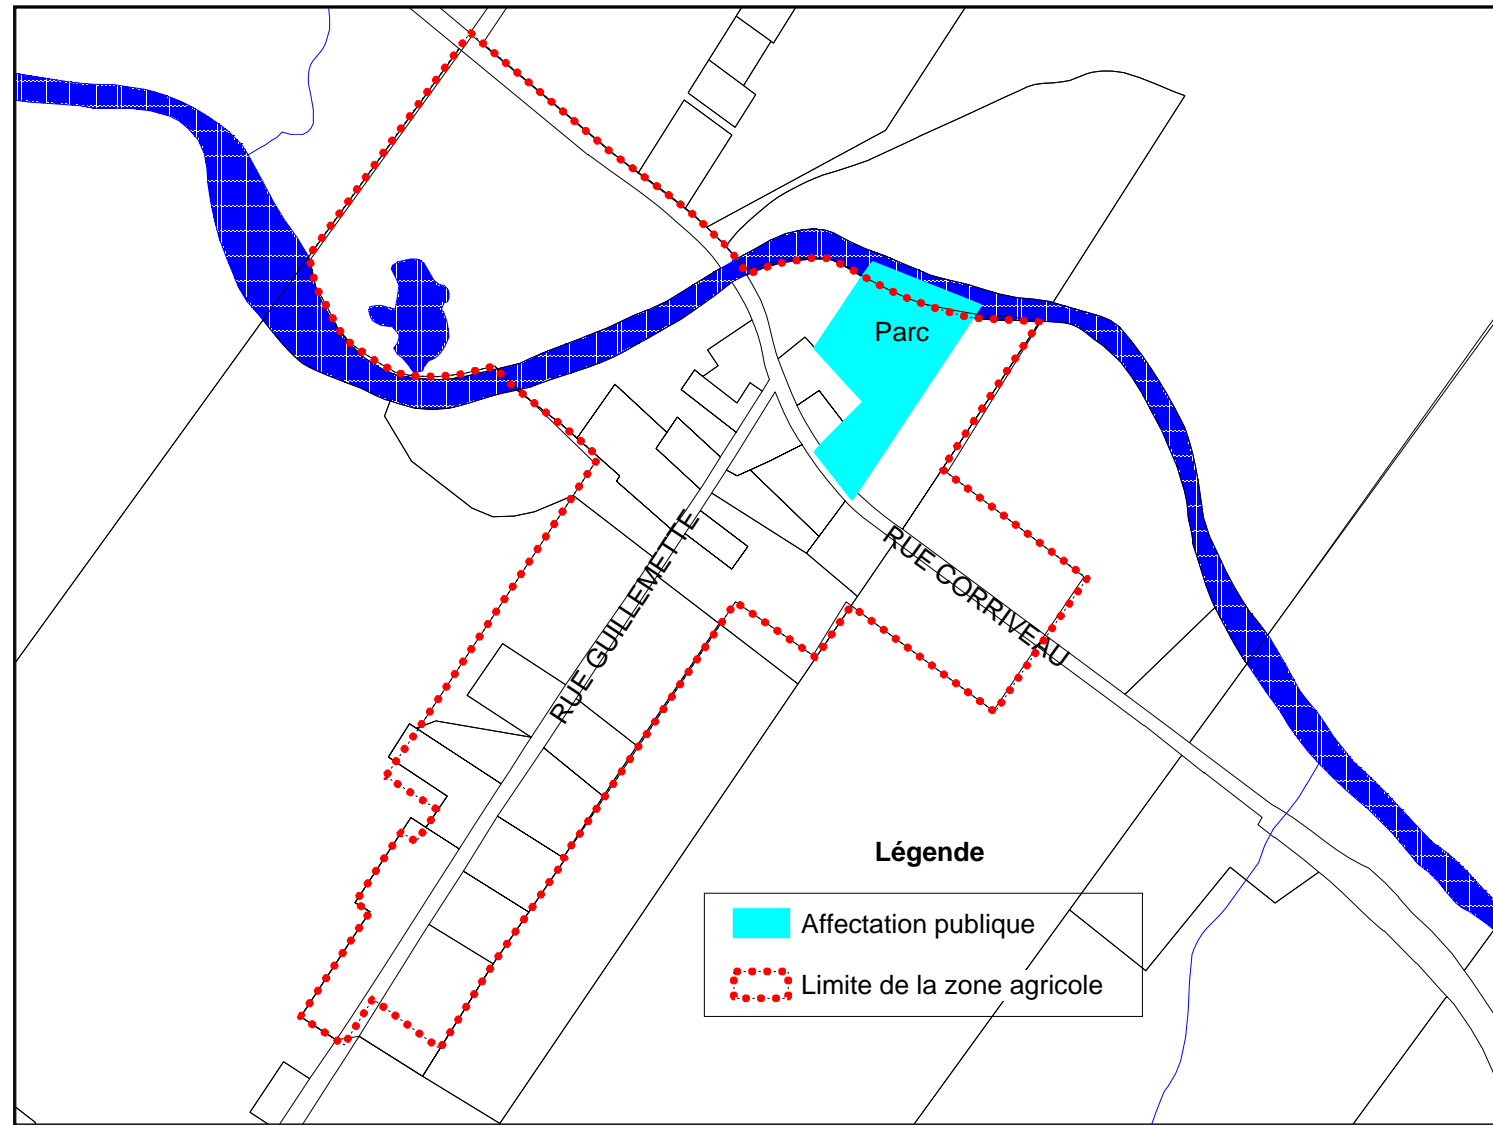 Parc
RUE GUILLEMETTE
RUE CORRIVEAU
Légende
Affectation publique
Limite de la zone agricole